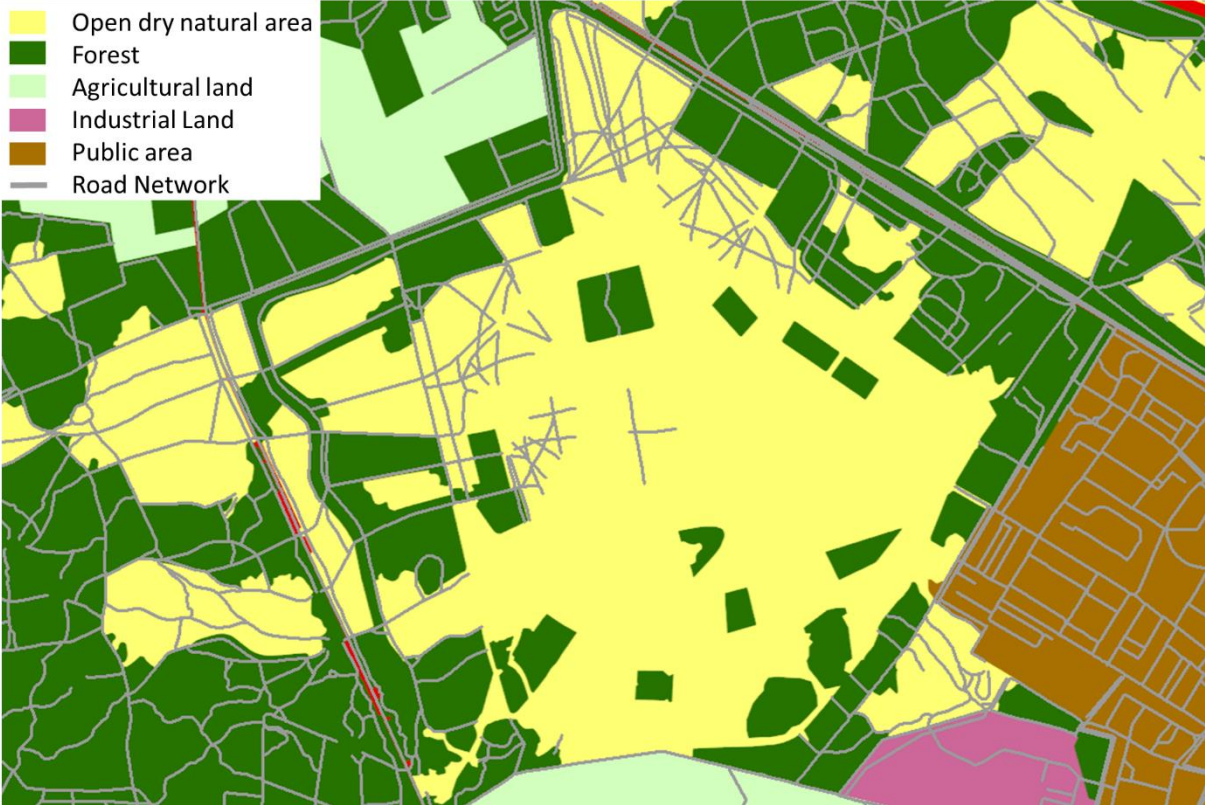 Open dry natural area
Forest
Agricultural land
Industrial Land
Public area
Road Network